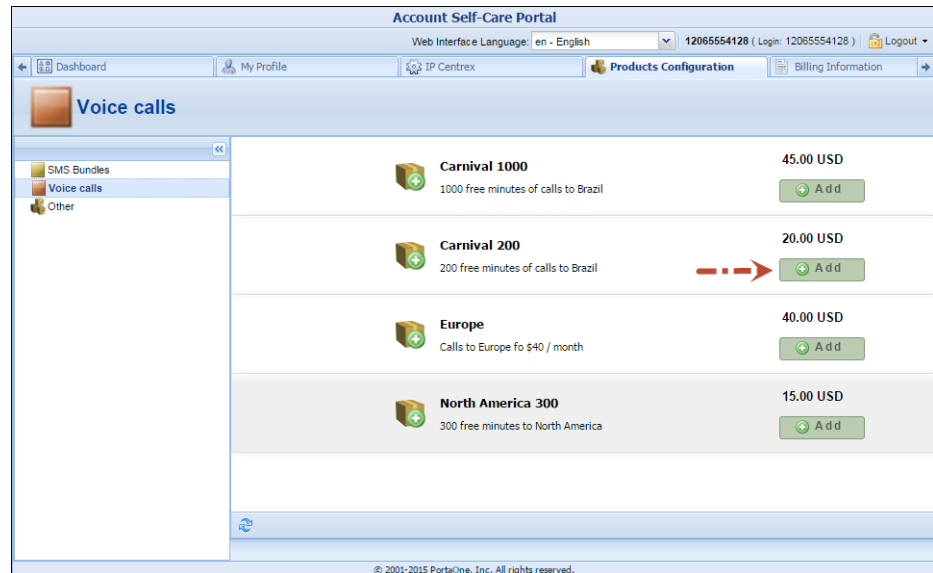 Account Self-Care Portal
Web Interface Language: en - English 12065554128 ( Login: 12065554128 ) Logout
Dashboard My Profile IP Centrex Products Configuration Billing Information
Voice calls
SMS Bundles
Voice calls
Other
Carnival 1000 45.00 USD
1000 free minutes of calls to Brazil Add
Carnival 200 20.00 USD
200 free minutes of calls to Brazil Add
Europe 40.00 USD
Calls to Europe fo $40 / month Add
North America 300 15.00 USD
300 free minutes to North America Add
© 2001-2015 PortaOne, Inc. All rights reserved.